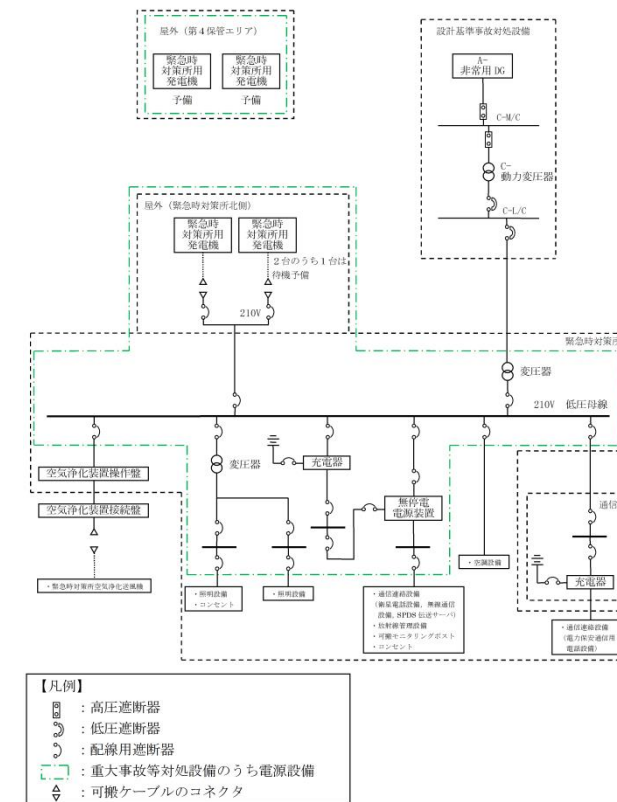 屋外（第４保管エリア）
緊急時
対策所用
発電機
緊急時
対策所用
発電機
予備
予備
設計基準事故対処設備
A-
非常用 DG
C-M/C
C-
動力変圧器
C-L/C
屋外（緊急時対策所北側）
緊急時
対策所用
発電機
緊急時
対策所用
発電機
２台のうち１台は
待機予備
210V
緊急時対策所
変圧器
210V 低圧母線
空気浄化装置操作盤
空気浄化装置接続盤
・緊急時対策所空気浄化送風機
変圧器
充電器
無停電
電源装置
・照明設備
・コンセント
・照明設備
・通信連絡設備
（衛星電話設備，無線通信
設備，SPDS 伝送サーバ）
・放射線管理設備
・可搬モニタリングポスト
・コンセント
・空調設備
通信
充電器
・通信連絡設備
（電力保安通信用
電話設備）
【凡例】
：高圧遮断器
：低圧遮断器
：配線用遮断器
：重大事故等対処設備のうち電源設備
：可搬ケーブルのコネクタ